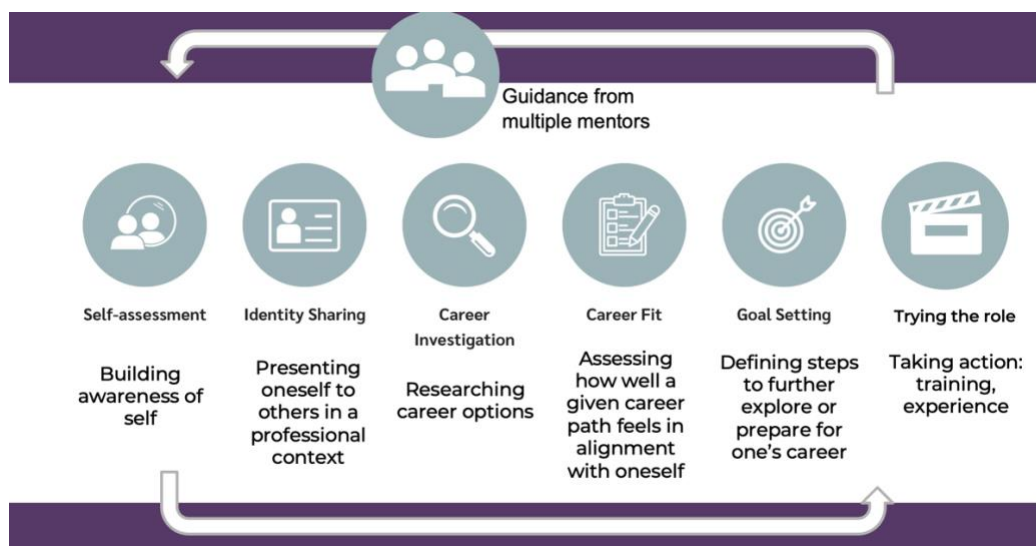 Guidance from
multiple mentors
Self-assessment
Building
awareness of
self
Identity Sharing
Presenting
oneself to
others in a
professional
context
Career
Investigation
Researching
career options
Career Fit
Assessing
how well a
given career
path feels in
alignment
with oneself
Goal Setting
Defining steps
to further
explore or
prepare for
one's career
Trying the role
Taking action:
training,
experience